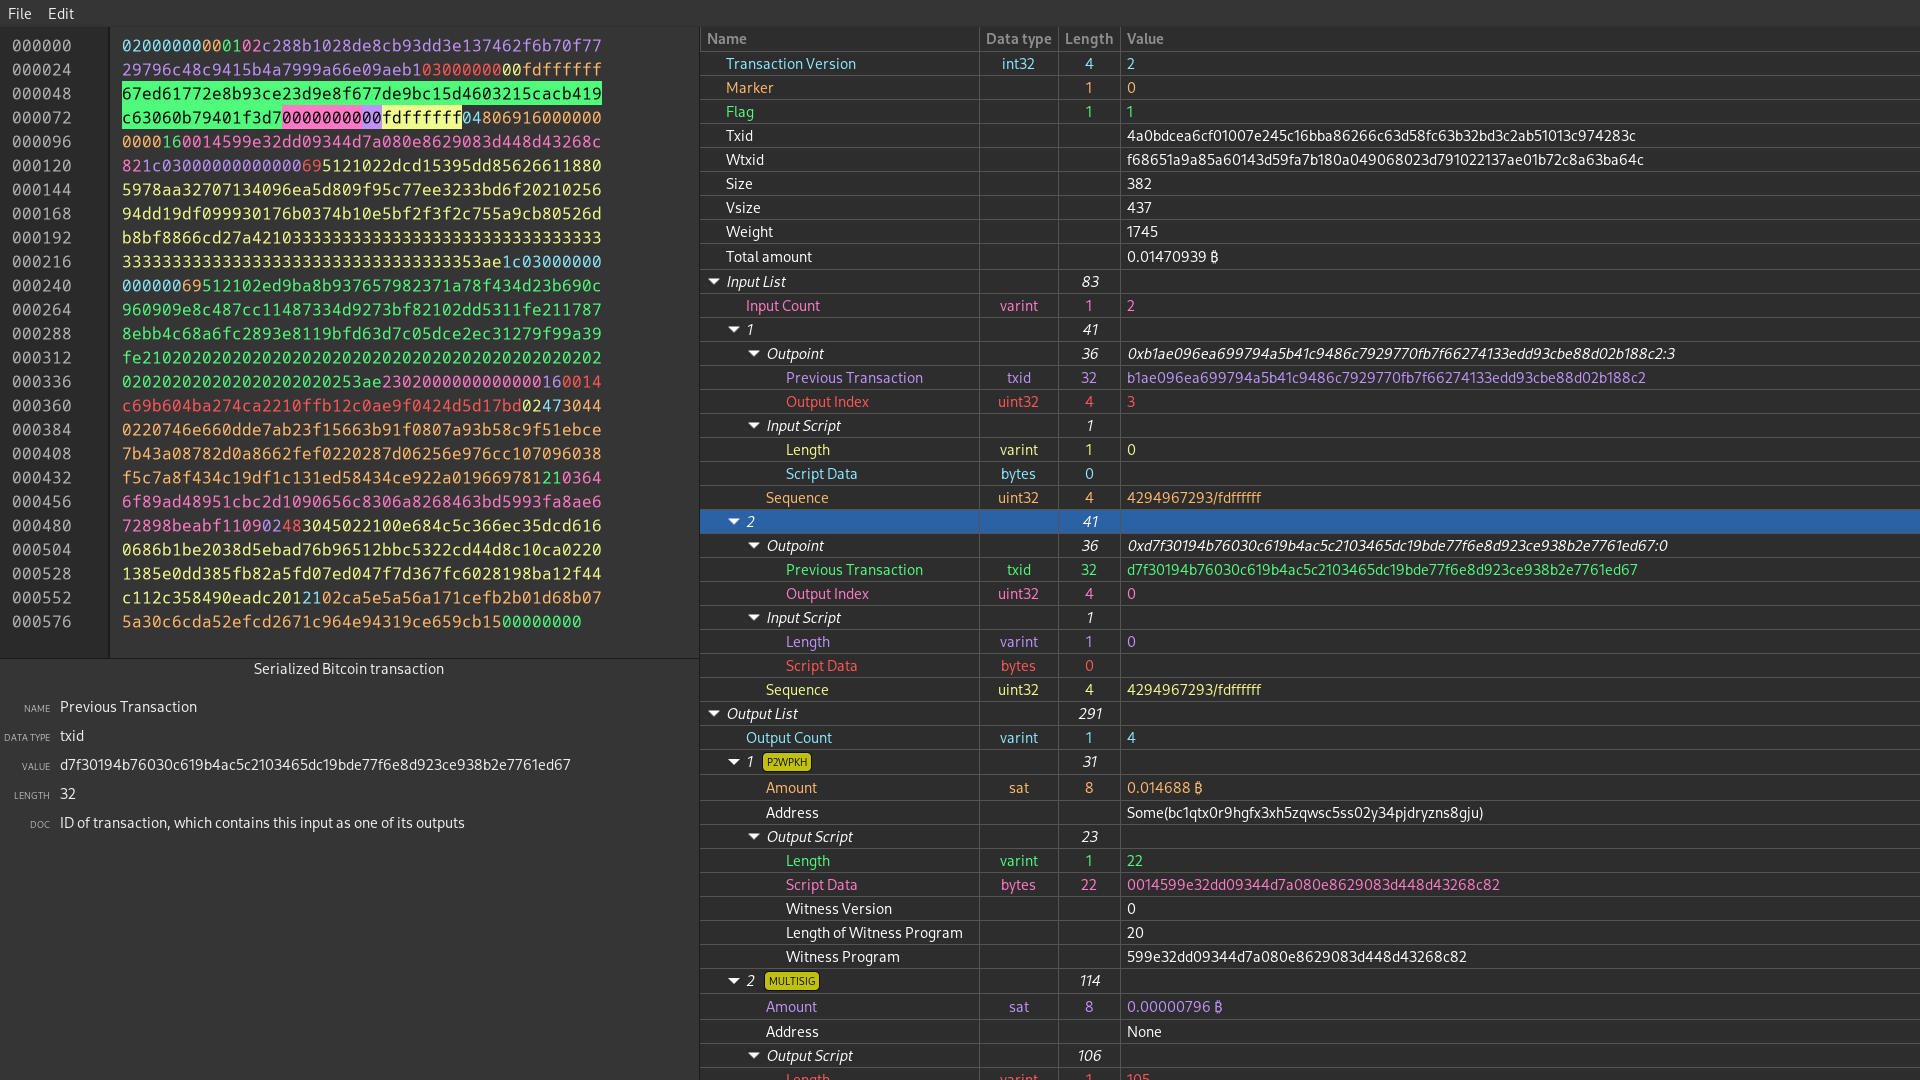 File Edit
000000 02000000000102c288b1028de8cb93dd3e137462f6b70f77
000024 29796c48c9415b4a7999a66e09aeb10300000000fdffffff
000048 67ed61772e8b93ce23d9e8f677de9bc15d4603215cacb419
000072 c63060b79401f3d70000000000fdffffff04806916000000
000096 0000160014599e32dd09344d7a080e8629083d448d43268c
000120 821c03000000000000695121022dcd15395dd85626611880
000144 5978aa32707134096ea5d809f95c77ee3233bd6f20210256
000168 94dd19df099930176b0374b10e5bf2f3f2c755a9cb80526d
000192 b8bf8866cd27a42103333333333333333333333333333333
000216 333333333333333333333333333333333353ae1c03000000
000240 00000069512102ed9ba8b937657982371a78f434d23b690c
000264 960909e8c487cc11487334d9273bf82102dd5311fe211787
000288 8ebb4c68a6fc2893e8119bfd63d7c05dce2ec31279f99a39
000312 fe2102020202020202020202020202020202020202020202
000336 020202020202020202020253ae2302000000000000160014
000360 c69b604ba274ca2210ffb12c0ae9f0424d5d17bd02473044
000384 0220746e660dde7ab23f15663b91f0807a93b58c9f51ebce
000408 7b43a08782d0a8662fef0220287d06256e976cc107096038
000432 f5c7a8f434c19df1c131ed58434ce922a019669781210364
000456 6f89ad48951cbc2d1090656c8306a8268463bd5993fa8ae6
000480 72898beabf110902483045022100e684c5c366ec35dcd616
000504 0686b1be2038d5ebad76b96512bbc5322cd44d8c10ca0220
000528 1385e0dd385fb82a5fd07ed047f7d367fc6028198ba12f44
000552 c112c358490eadc2012102ca5e5a56a171cefb2b01d68b07
000576 5a30c6cda52efcd2671c964e94319ce659cb1500000000
Serialized Bitcoin transaction
NAME Previous Transaction
DATA TYPE txid
VALUE d7f30194b76030c619b4ac5c2103465dc19bde77f6e8d923ce938b2e7761ed67
LENGTH 32
DOC ID of transaction, which contains this input as one of its outputs
Name Data type Length Value
Transaction Version int32 4 2
Marker 1 0
Flag 1 1
Txid 4a0bdcea6cf01007e245c16bba86266c63d58fc63b32bd3c2ab51013c974283c
Wtxid f68651a9a85a60143d59fa7b180a049068023d791022137ae01b72c8a63ba64c
Size 382
Vsize 437
Weight 1745
Total amount 0.01470939 ₿
Input List 83
Input Count varint 1 2
1 41
Outpoint 36 0xb1ae096ea699794a5b41c9486c7929770fb7f66274133edd93cbe88d02b188c2:3
Previous Transaction txid 32 b1ae096ea699794a5b41c9486c7929770fb7f66274133edd93cbe88d02b188c2
Output Index uint32 4 3
Input Script 1
Length varint 1 0
Script Data bytes 0
Sequence uint32 4 4294967293/fdffffff
2 41
Outpoint 36 0xd7f30194b76030c619b4ac5c2103465dc19bde77f6e8d923ce938b2e7761ed67:0
Previous Transaction txid 32 d7f30194b76030c619b4ac5c2103465dc19bde77f6e8d923ce938b2e7761ed67
Output Index uint32 4 0
Input Script 1
Length varint 1 0
Script Data bytes 0
Sequence uint32 4 4294967293/fdffffff
Output List 291
Output Count varint 1 4
1 P2WPKH 31
Amount sat 8 0.014688 ₿
Address Some(bc1qtx0r9hgfx3xh5zqwsc5ss02y34pjdryzns8gju)
Output Script 23
Length varint 1 22
Script Data bytes 22 0014599e32dd09344d7a080e8629083d448d43268c82
Witness Version 0
Length of Witness Program 20
Witness Program 599e32dd09344d7a080e8629083d448d43268c82
2 MULTISIG 114
Amount sat 8 0.00000796 ₿
Address None
Output Script 106
Length varint 1 105